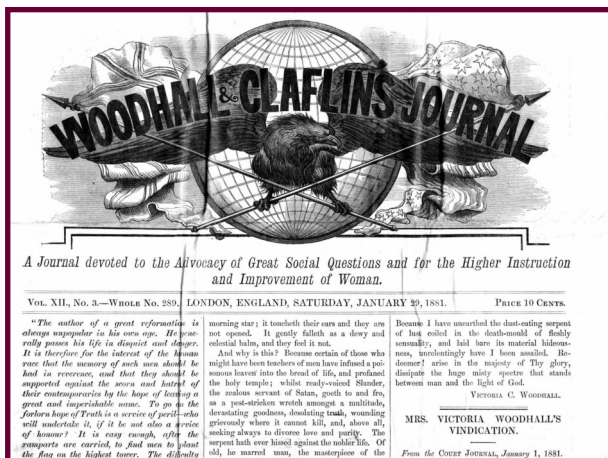 WOODHALL & CLAFLIN'S JOURNAL
A Journal devoted to the Advocacy of Great Social Questions and for the Higher Instruction
and Improvement of Woman.
VOL. XII., NO. 3.—WHOLE NO. 289. LONDON, ENGLAND, SATURDAY, JANUARY 29, 1881. PRICE 10 CENTS.
"The author of a great reformation is
always unpopular in his own age. He gene-
rally passes his life in disquiet and danger.
It is therefore for the interest of the human
race that the memory of such men should be
had in reverence, and that they should be
supported against the scorn and hatred of
their contemporaries by the hope of leaving a
great and imperishable name. To go on the
forlorn hope of Truth is a service of peril—who
will undertake it, if it be not also a service
of honour? It is easy enough, after the
ramparts are carried, to find men to plant
the flag on the highest tower. The difficulty
morning star; it toucheth their ears and they are
not opened. It gently falleth as a dewy and
celestial balm, and they feel it not.
And why is this? Because certain of those who
might have been teachers of men have infused a poi-
sonous leaven into the bread of life, and profaned
the holy temple; whilst ready-voiced Slander,
the zealous servant of Satan, goeth to and fro,
as a pest-stricken wretch amongst a multitude,
devastating goodness, desolating truth, wounding
grievously where it cannot kill, and, above all,
seeking always to divorce love and purity. The
serpent hath ever hissed against the nobler life. Of
old, he marred man, the masterpiece of the
Because I have unearthed the dust-eating serpent
of lust coiled in the death-mould of fleshly
sensuality, and laid bare its material hideous-
ness, unrelentingly have I been assailed. Re-
deemer! arise in the majesty of Thy glory,
dissipate the huge misty spectre that stands
between man and the light of God.
VICTORIA C. WOODHALL.
MRS. VICTORIA WOODHALL'S
VINDICATION.
From the COURT JOURNAL, January 1, 1881.